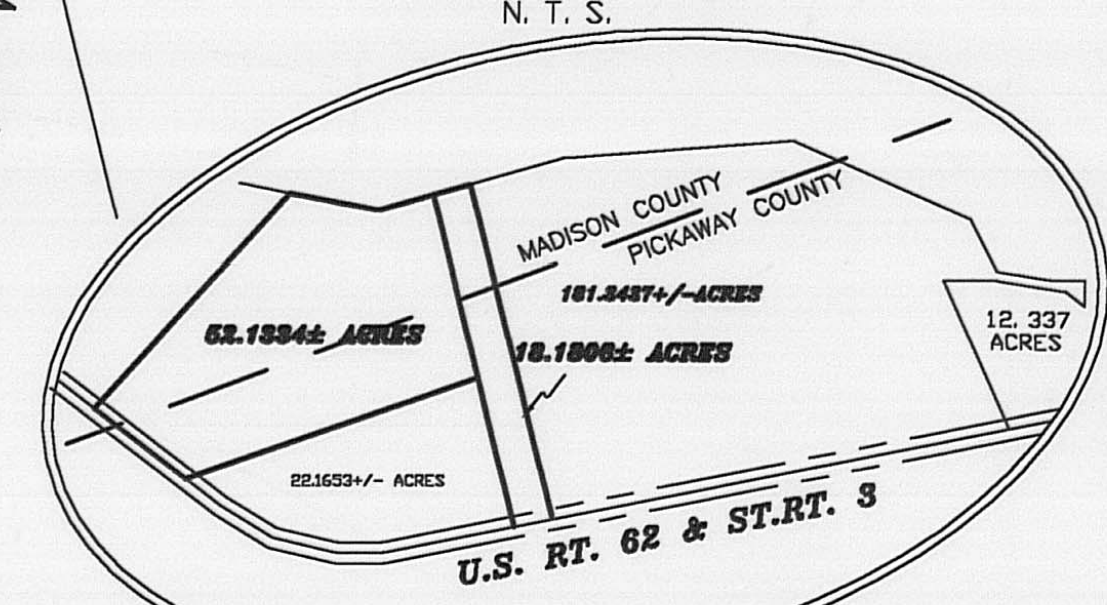 N. T. S.
MADISON COUNTY
PICKAWAY COUNTY
181.2427+/-ACRES
52.1334± ACRES
18.1806± ACRES
12. 337
ACRES
22.1653+/- ACRES
U.S. RT. 62 & ST.RT. 3